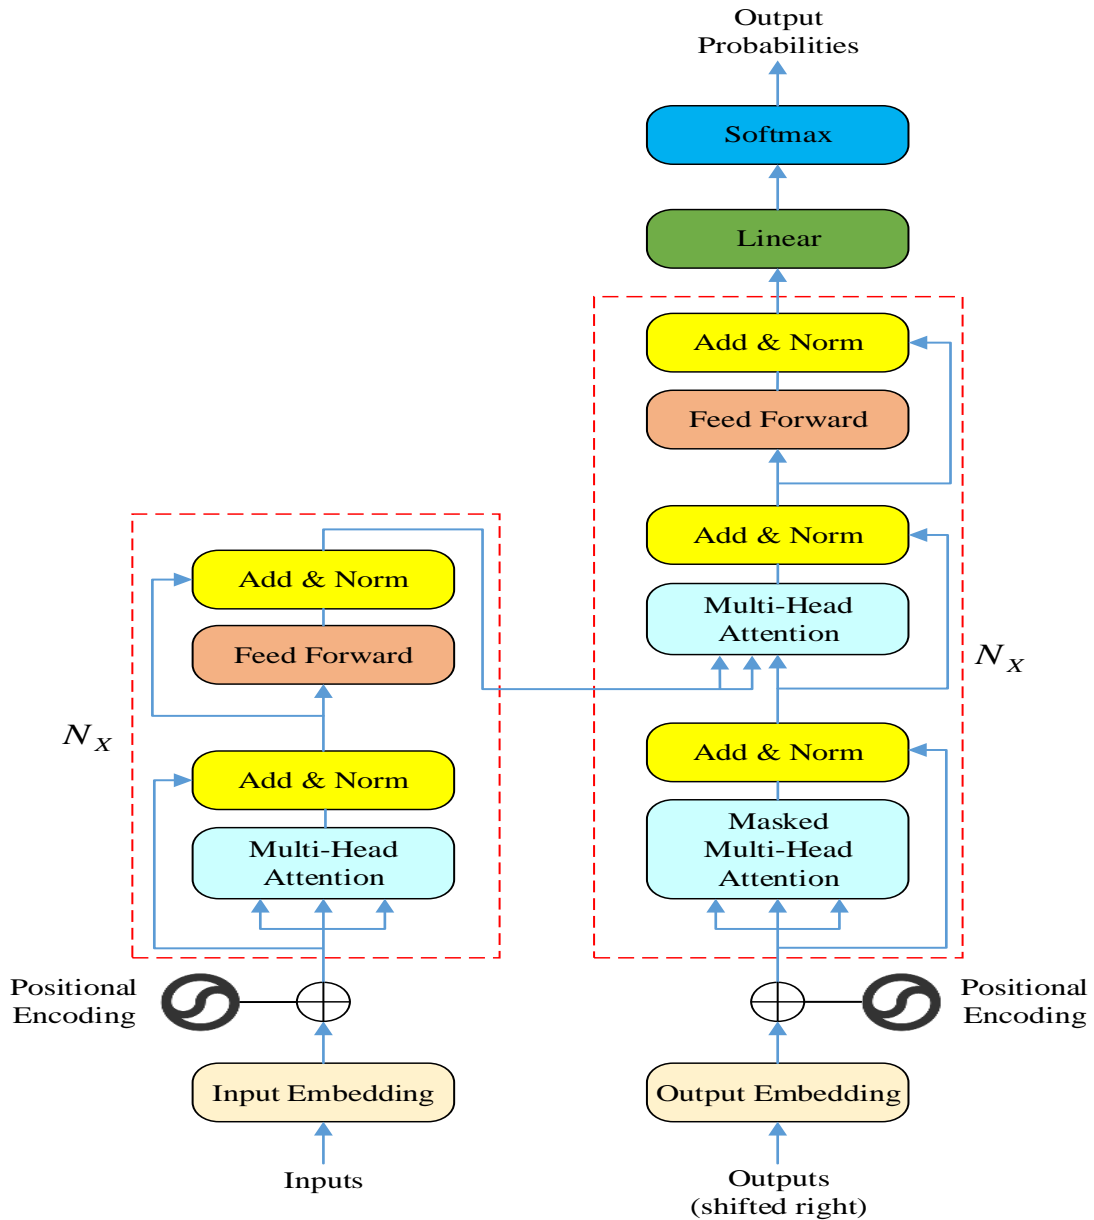 Output
Probabilities
Softmax
Linear
Add & Norm
Feed Forward
Add & Norm
Multi-Head
Attention
N X
Add & Norm
Masked
Multi-Head
Attention
Positional
Encoding
Output Embedding
Outputs
(shifted right)
Add & Norm
Feed Forward
N X
Add & Norm
Multi-Head
Attention
Positional
Encoding
Input Embedding
Inputs